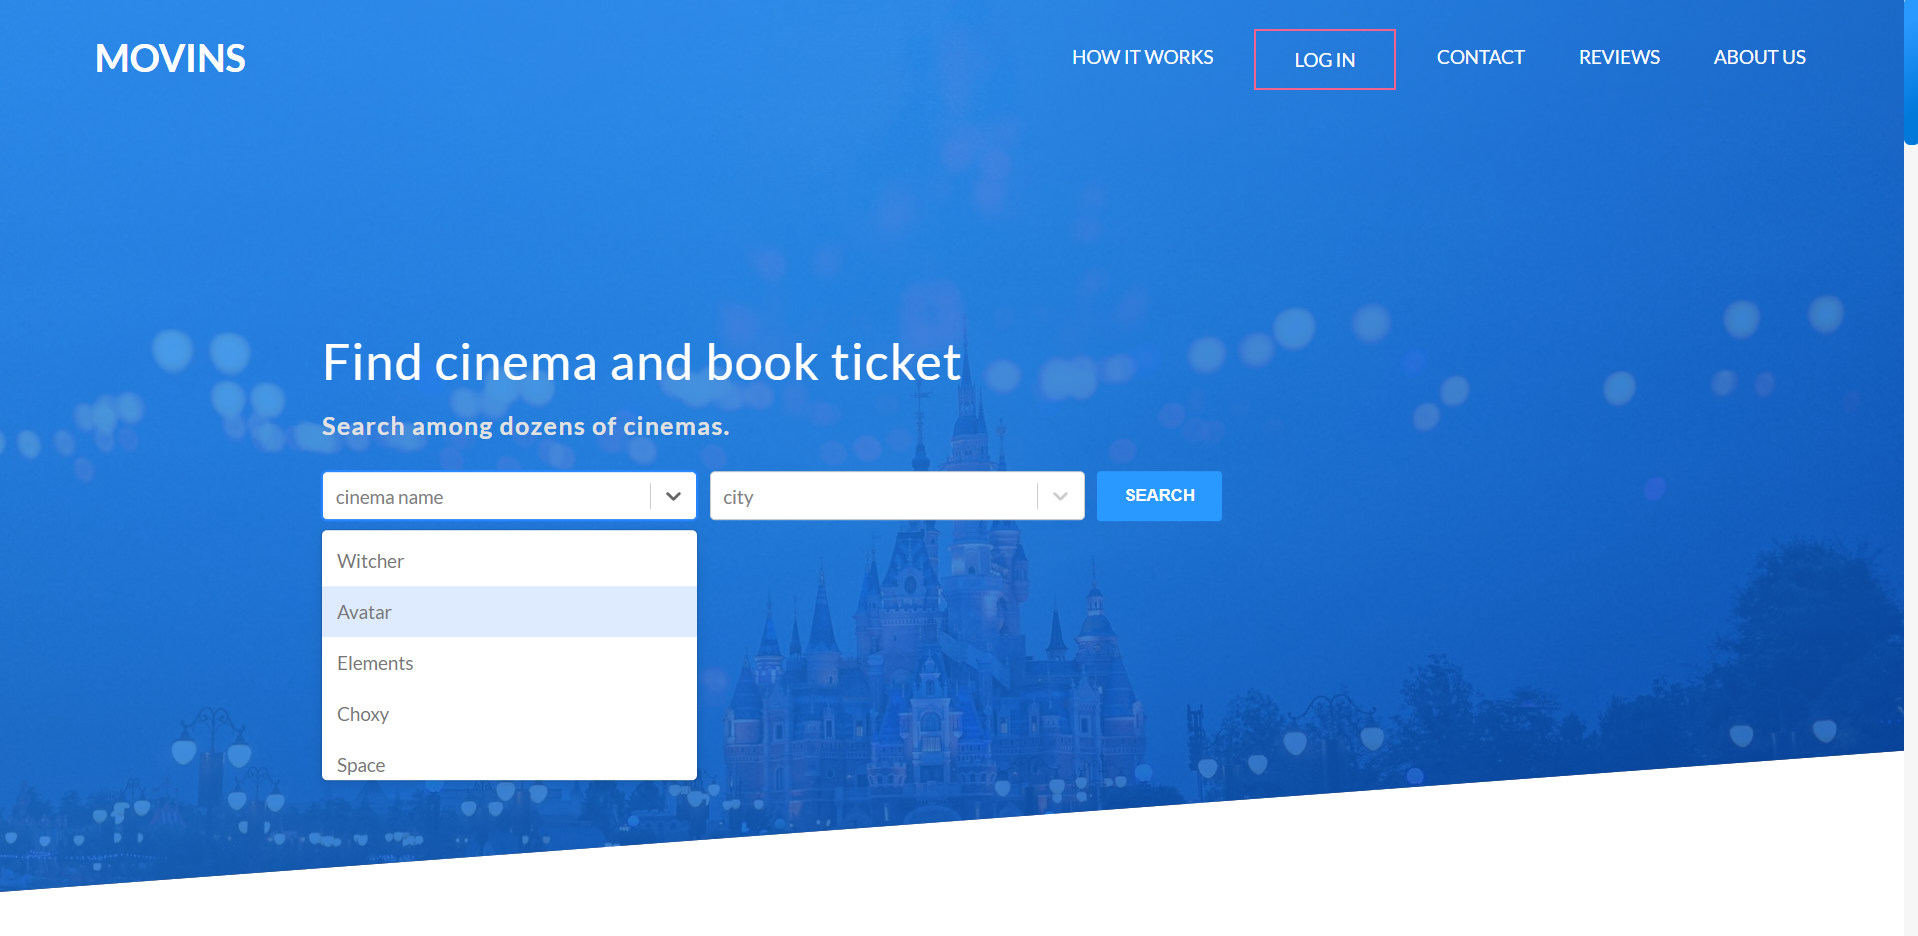 MOVINS
HOW IT WORKS
LOG IN
CONTACT
REVIEWS
ABOUT US
Find cinema and book ticket
Search among dozens of cinemas.
cinema name
city
SEARCH
Witcher
Avatar
Elements
Choxy
Space